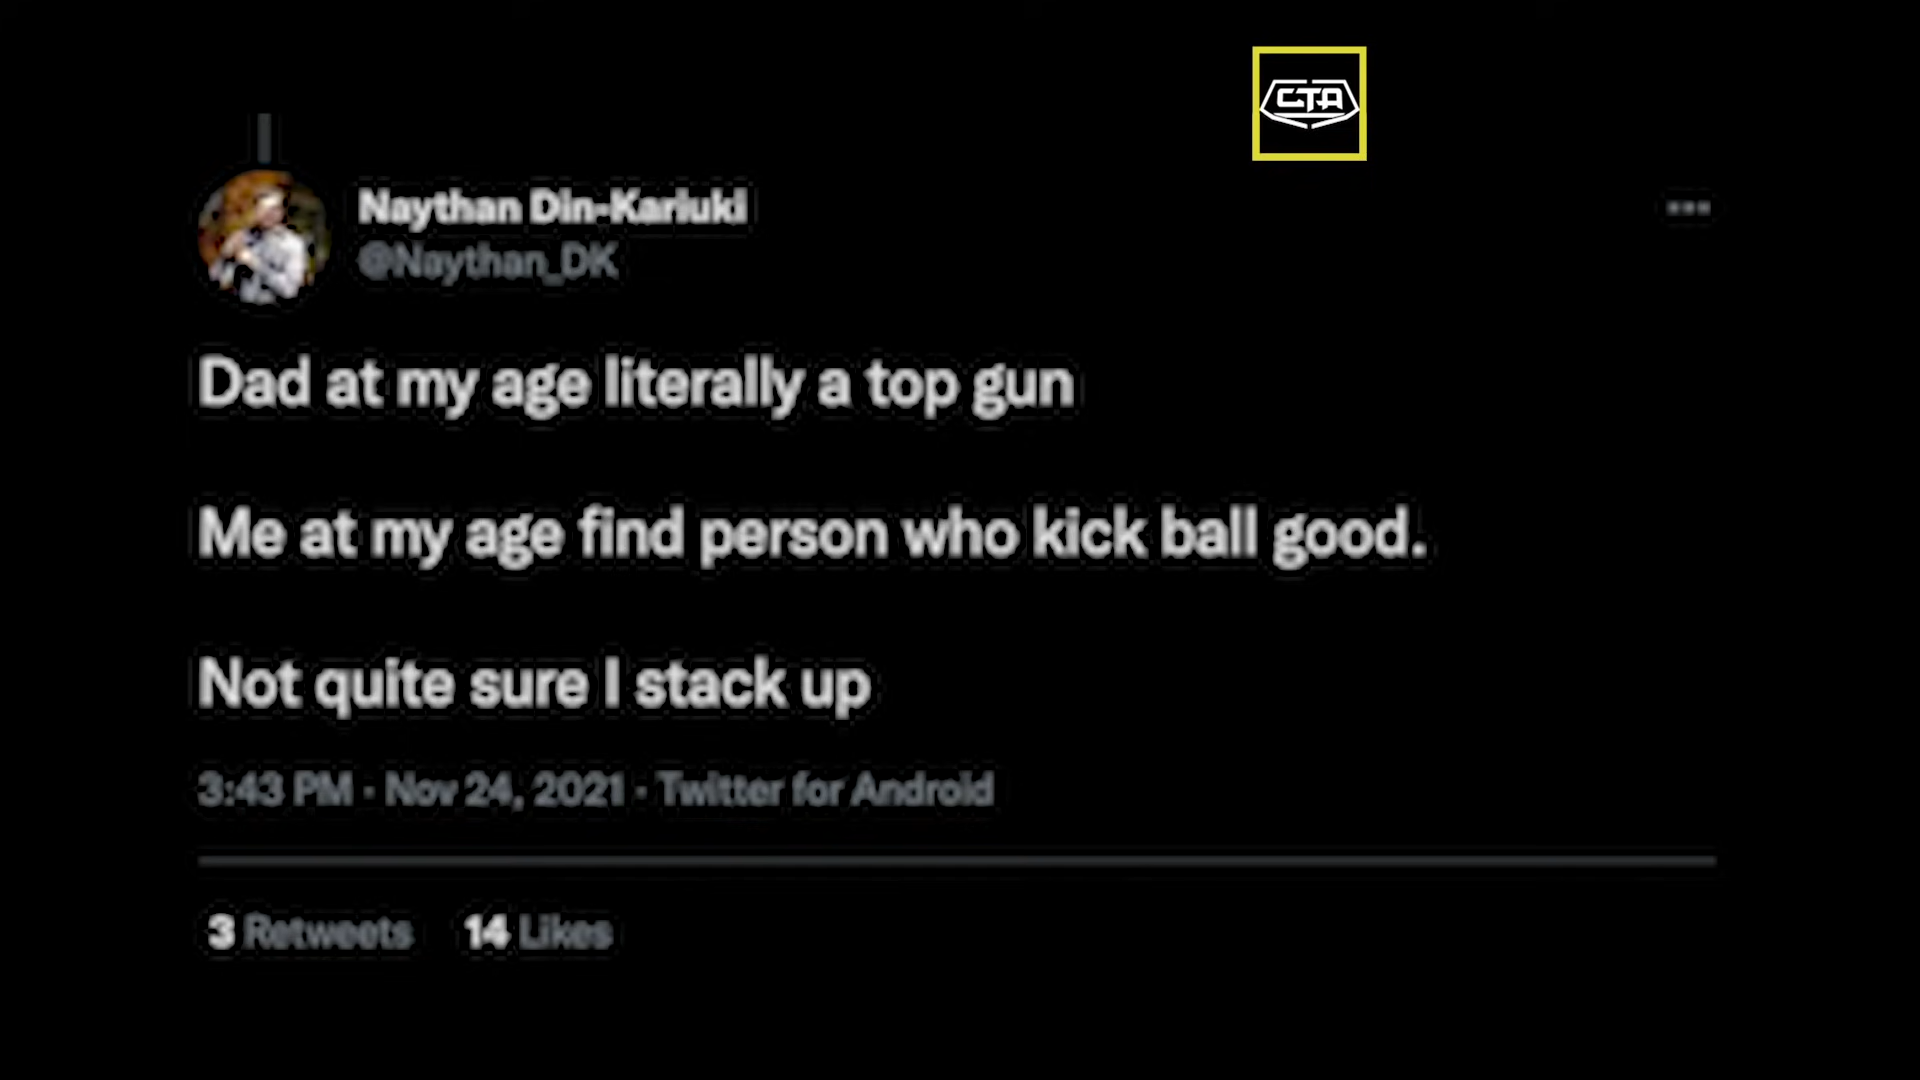 CTA
Naythan Din-Kariuki
@Naythan_DK
Dad at my age literally a top gun
Me at my age find person who kick ball good.
Not quite sure I stack up
3:43 PM · Nov 24, 2021 · Twitter for Android
3 Retweets 14 Likes